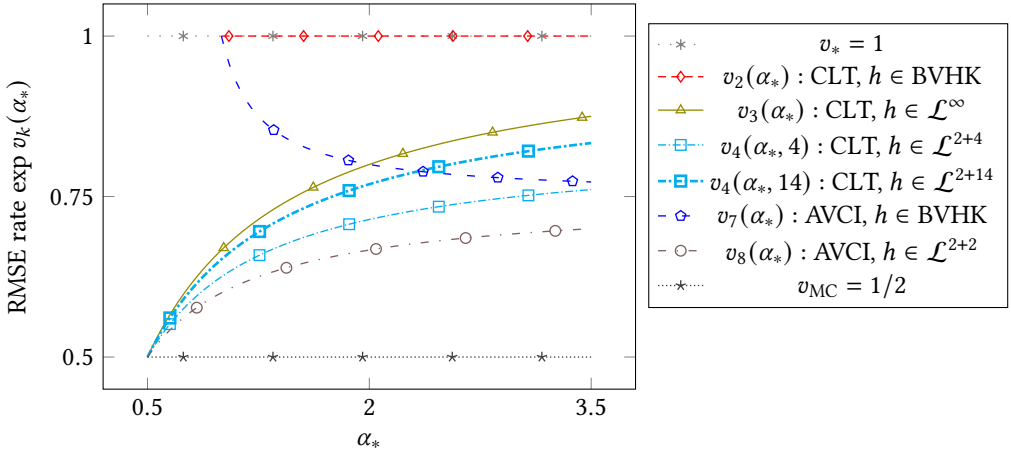 1
0.75
0.5
0.5
2
3.5
RMSE rate exp v_k(α_*)
α_*
v_* = 1
v_2(α_*) : CLT, h ∈ BVHK
v_3(α_*) : CLT, h ∈ ℒ^∞
v_4(α_*, 4) : CLT, h ∈ ℒ^{2+4}
v_4(α_*, 14) : CLT, h ∈ ℒ^{2+14}
v_7(α_*) : AVCI, h ∈ BVHK
v_8(α_*) : AVCI, h ∈ ℒ^{2+2}
v_MC = 1/2